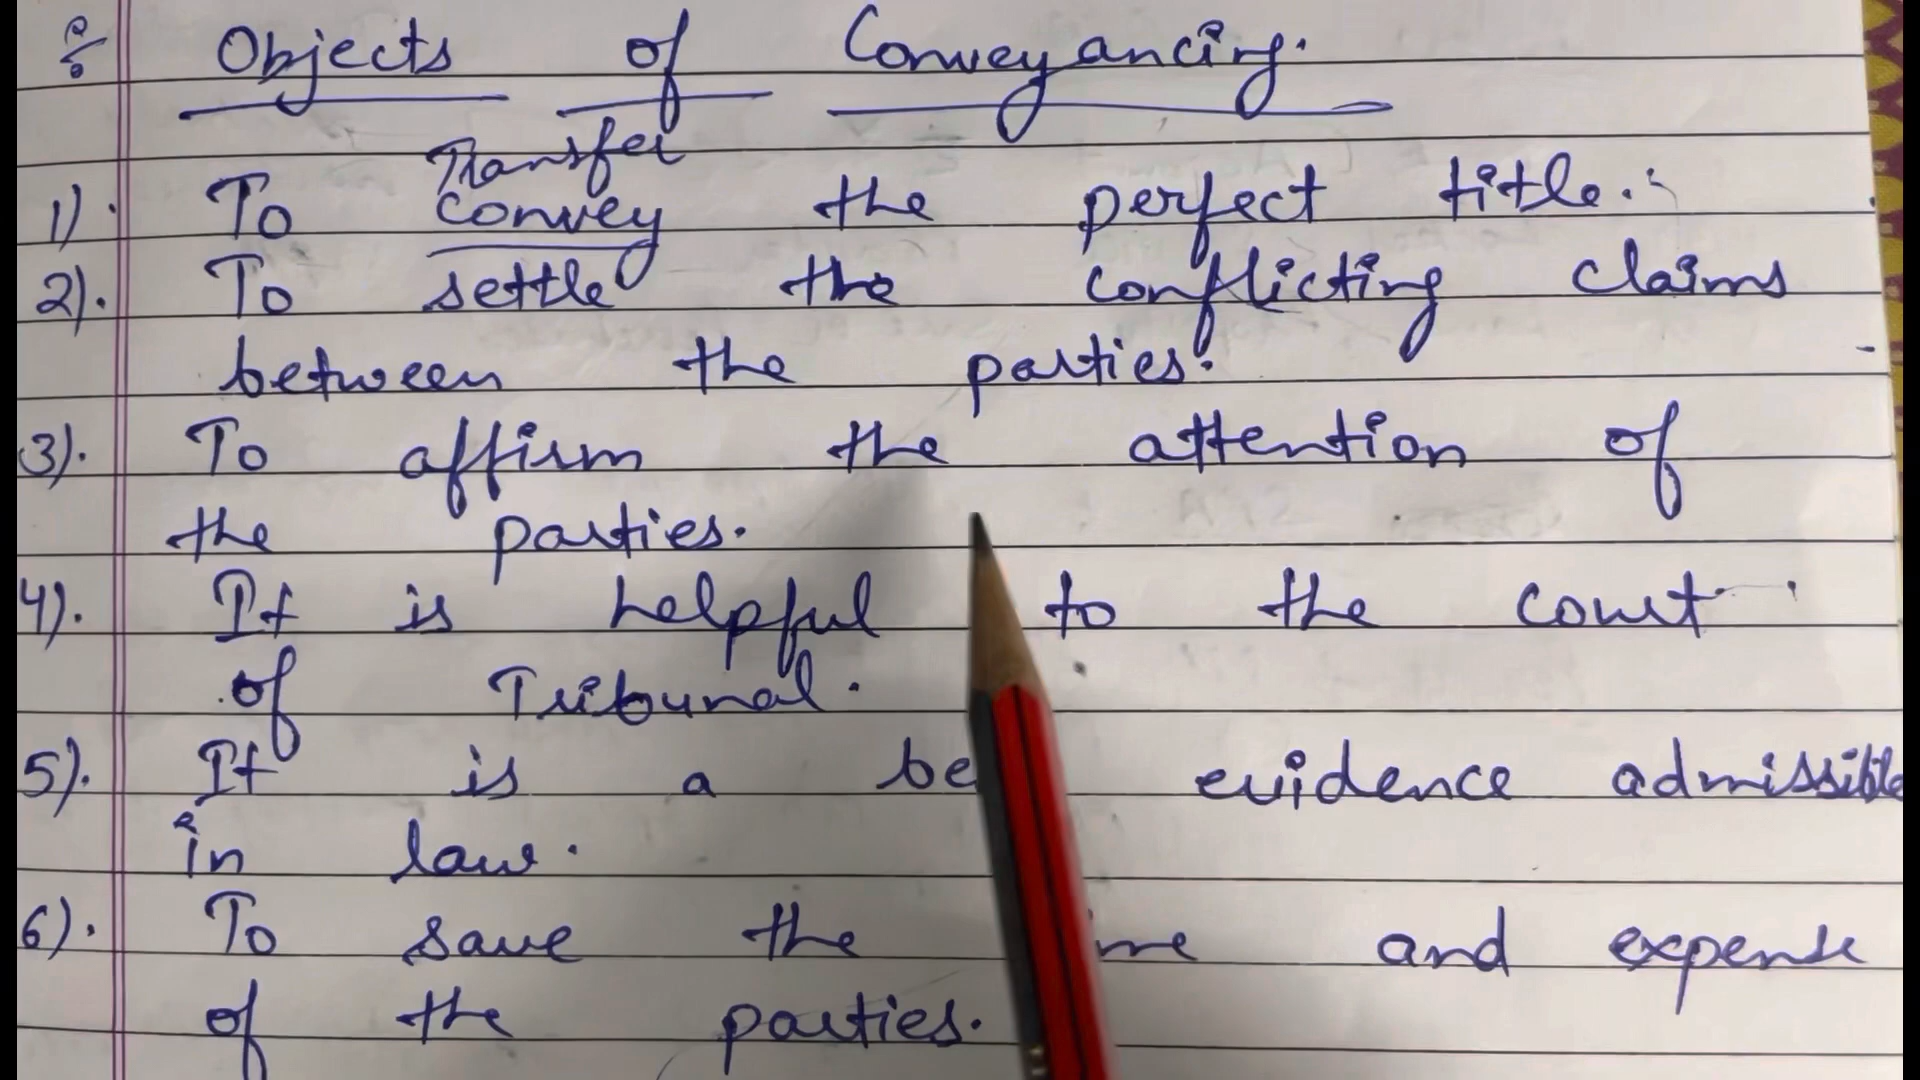 Objects of Conveyancing.
Transfer
1). To convey the perfect title.
2). To settle the conflicting claims
between the parties.
3). To affirm the attention of
the parties.
4). It is helpful to the court
of Tribunal.
5). It is a evidence admissible
in law.
6). To save the and expense
of the parties.